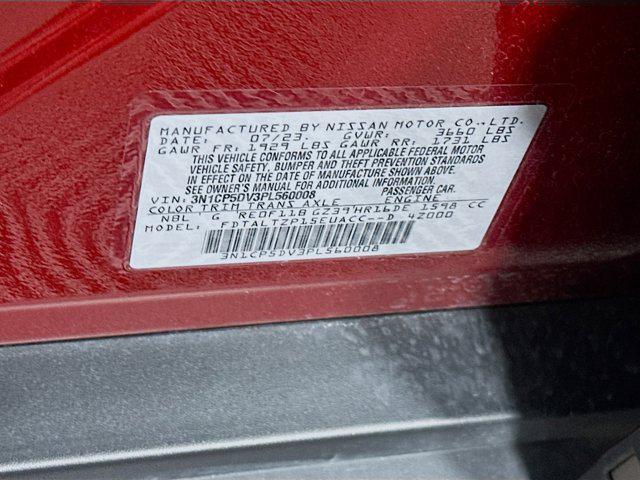 MANUFACTURED BY NISSAN MOTOR CO.,LTD.
DATE: 07/23. GVWR: 3660 LBS
GAWR FR: 1929 LBS GAWR RR: 1731 LBS
THIS VEHICLE CONFORMS TO ALL APPLICABLE FEDERAL MOTOR
VEHICLE SAFETY, BUMPER AND THEFT PREVENTION STANDARDS
IN EFFECT ON THE DATE OF MANUFACTURE SHOWN ABOVE.
SEE OWNER'S MANUAL FOR ADDITIONAL INFORMATION.
VIN: 3N1CP5DV3PL560008 PASSENGER CAR.
COLOR TRIM TRANS AXLE ENGINE
NBL G RE0F11B GZ39 HR16DE 1598 CC
MODEL: FDTALTZP15EUACC--D 42000
3N1CP5DV3PL560008